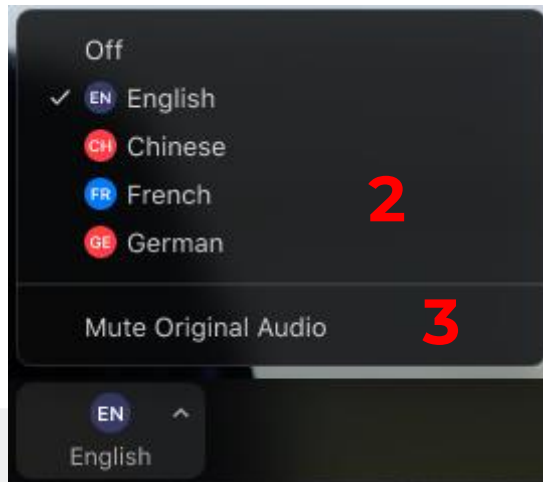 Off
✓ EN English
CH Chinese
FR French
2
GE German
Mute Original Audio 3
EN
English